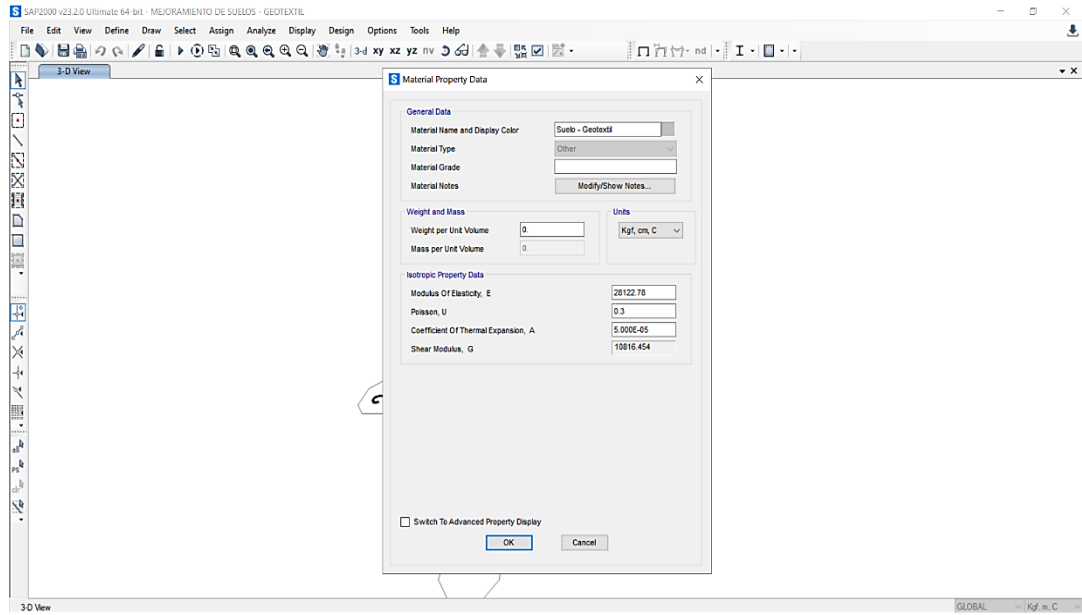 SAP2000 v23.2.0 Ultimate 64-bit - MEJORAMIENTO DE SUELOS - GEOTEXTIL
File Edit View Define Draw Select Assign Analyze Display Design Options Tools Help
3-d xy xz yz nv nd
3-D View
Material Property Data
General Data
Material Name and Display Color Suelo - Geotextil
Material Type Other
Material Grade
Material Notes Modify/Show Notes...
Weight and Mass Units
Weight per Unit Volume 0. Kgf, cm, C
Mass per Unit Volume 0.
Isotropic Property Data
Modulus Of Elasticity, E 28122.78
Poisson, U 0.3
Coefficient Of Thermal Expansion, A 5.000E-05
Shear Modulus, G 10816.454
all
PS
clr
Switch To Advanced Property Display
OK Cancel
3-D View GLOBAL Kgf, m, C